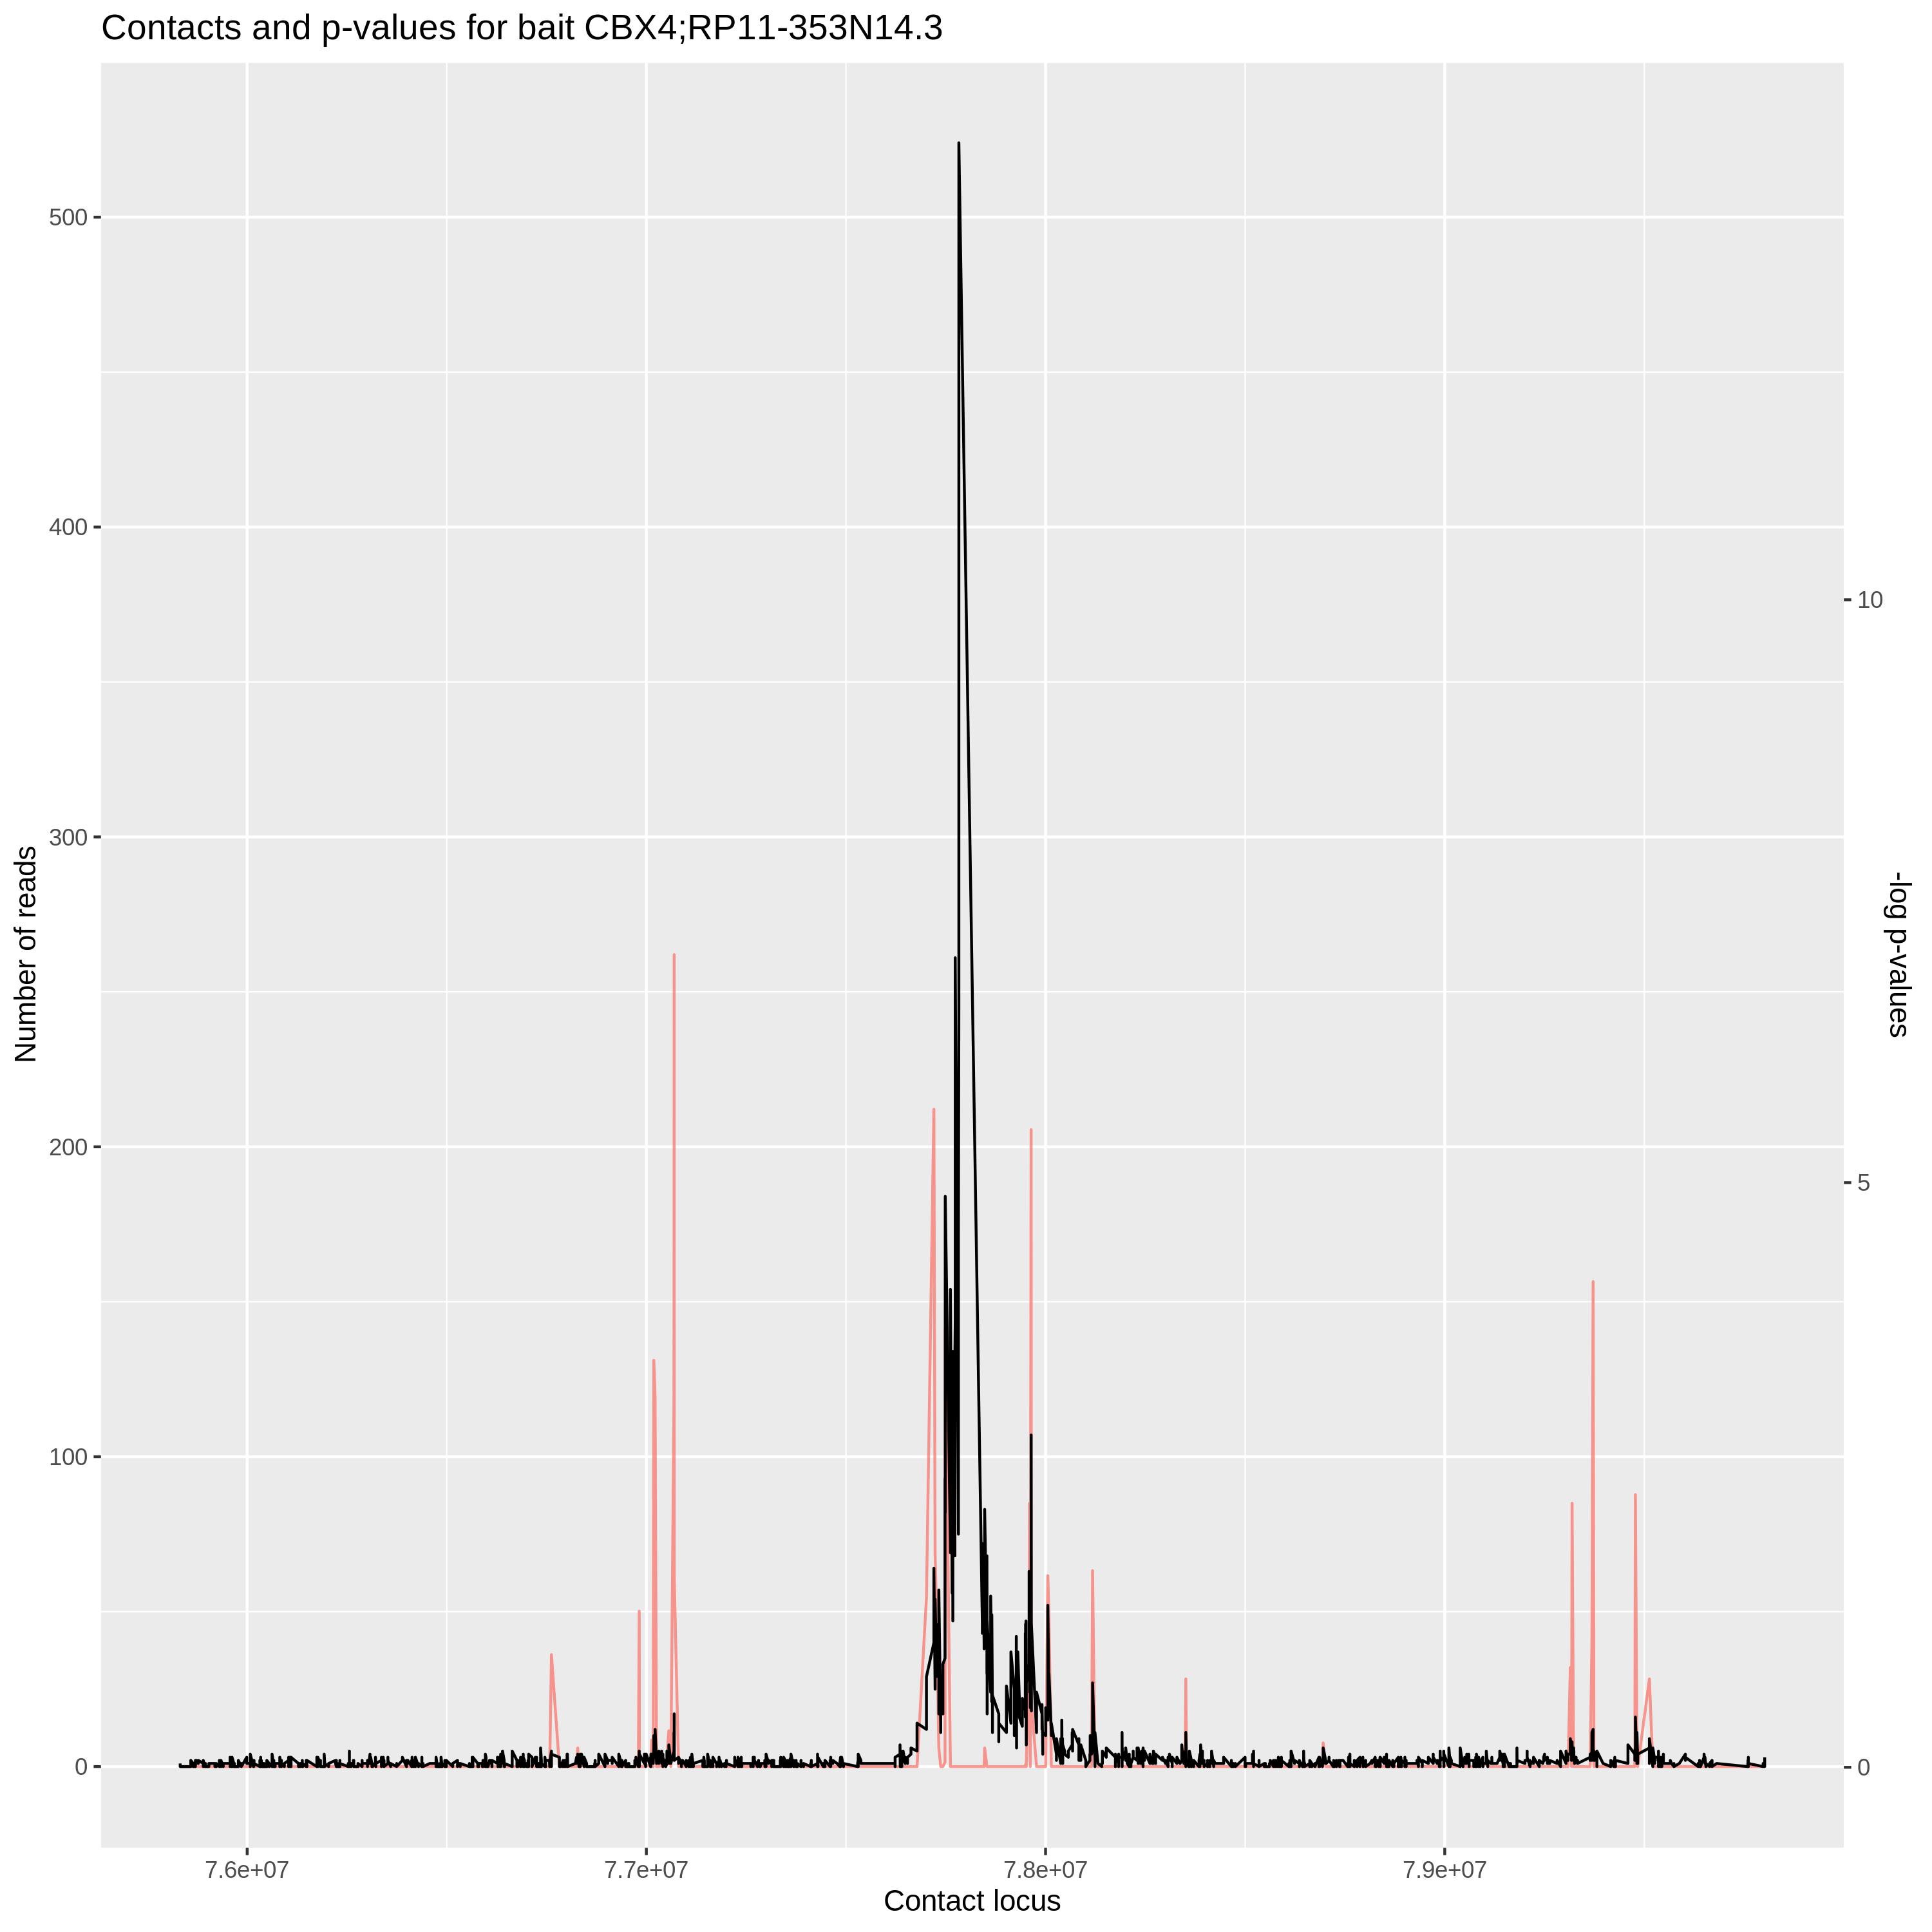 Contacts and p-values for bait CBX4;RP11-353N14.3
500
400
300
200
100
0
Number of reads
10
5
0
-log p-values
7.6e+07
7.7e+07
7.8e+07
7.9e+07
Contact locus